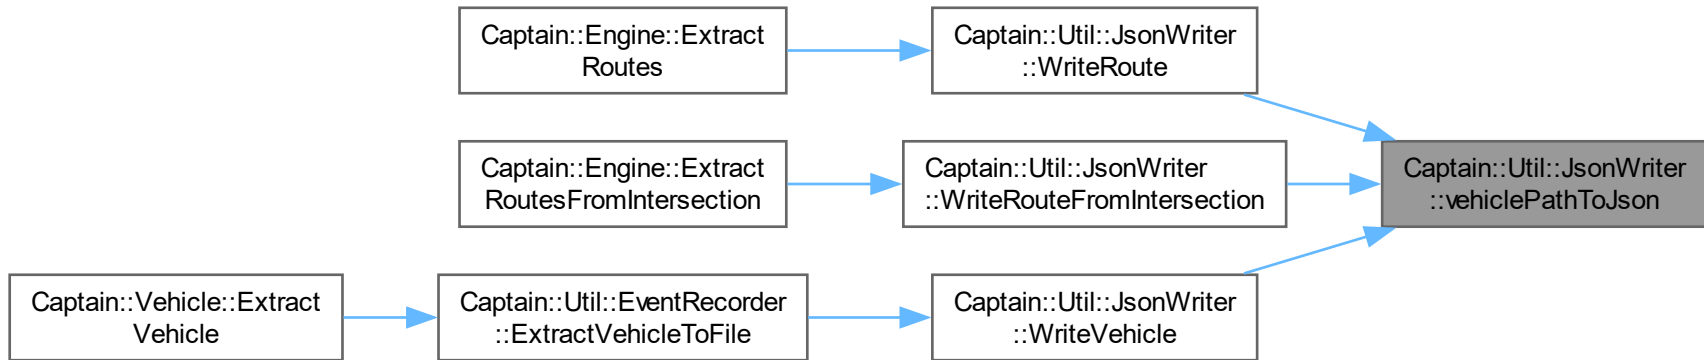 Captain::Engine::Extract
Routes
Captain::Util::JsonWriter
::WriteRoute
Captain::Engine::Extract
RoutesFromIntersection
Captain::Util::JsonWriter
::WriteRouteFromIntersection
Captain::Util::JsonWriter
::vehiclePathToJson
Captain::Vehicle::Extract
Vehicle
Captain::Util::EventRecorder
::ExtractVehicleToFile
Captain::Util::JsonWriter
::WriteVehicle